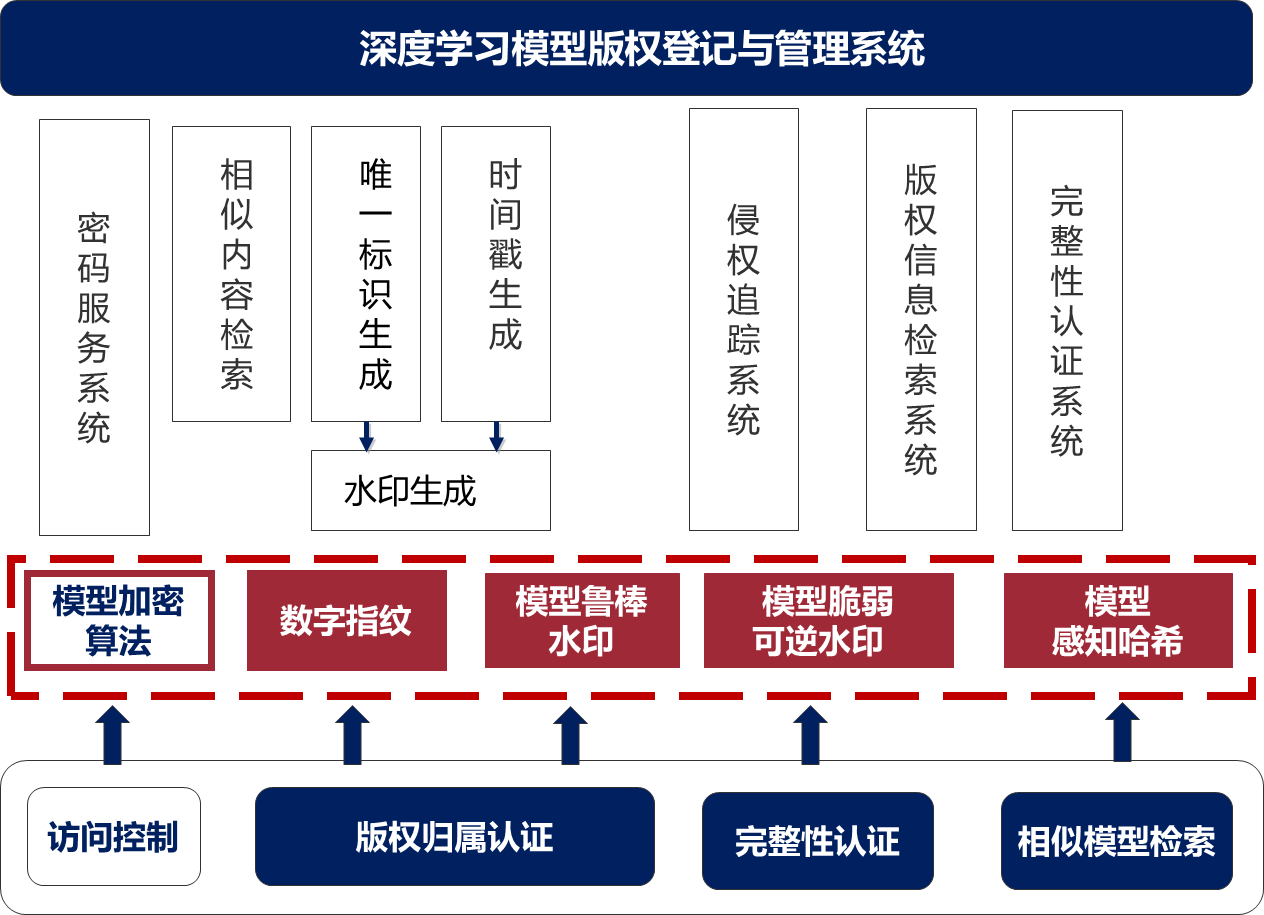 深度学习模型版权登记与管理系统
密码服务系统
相似内容检索
唯一标识生成
时间戳生成
水印生成
侵权追踪系统
版权信息检索系统
完整性认证系统
模型加密
算法
数字指纹
模型鲁棒
水印
模型脆弱
可逆水印
模型
感知哈希
访问控制
版权归属认证
完整性认证
相似模型检索